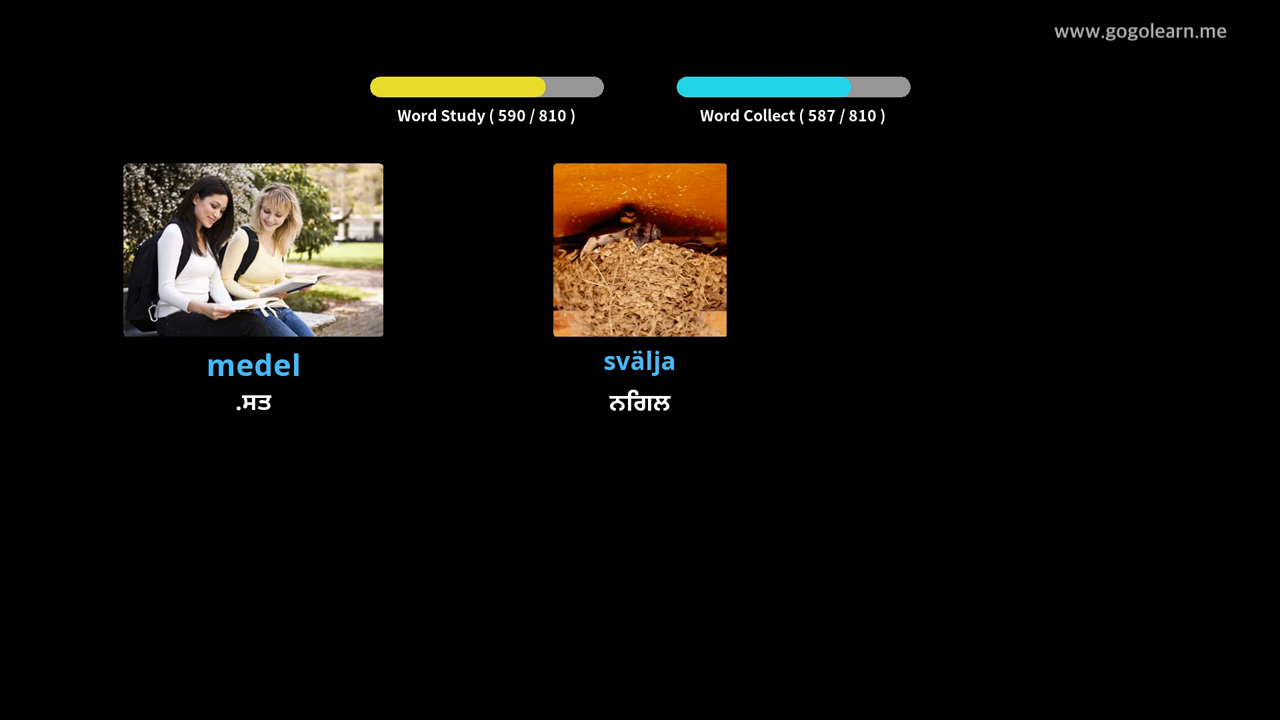 www.gogolearn.me
Word Study ( 590 / 810 )
Word Collect ( 587 / 810 )
medel
svälja
.ਸਤ
ਨਗਿਲ